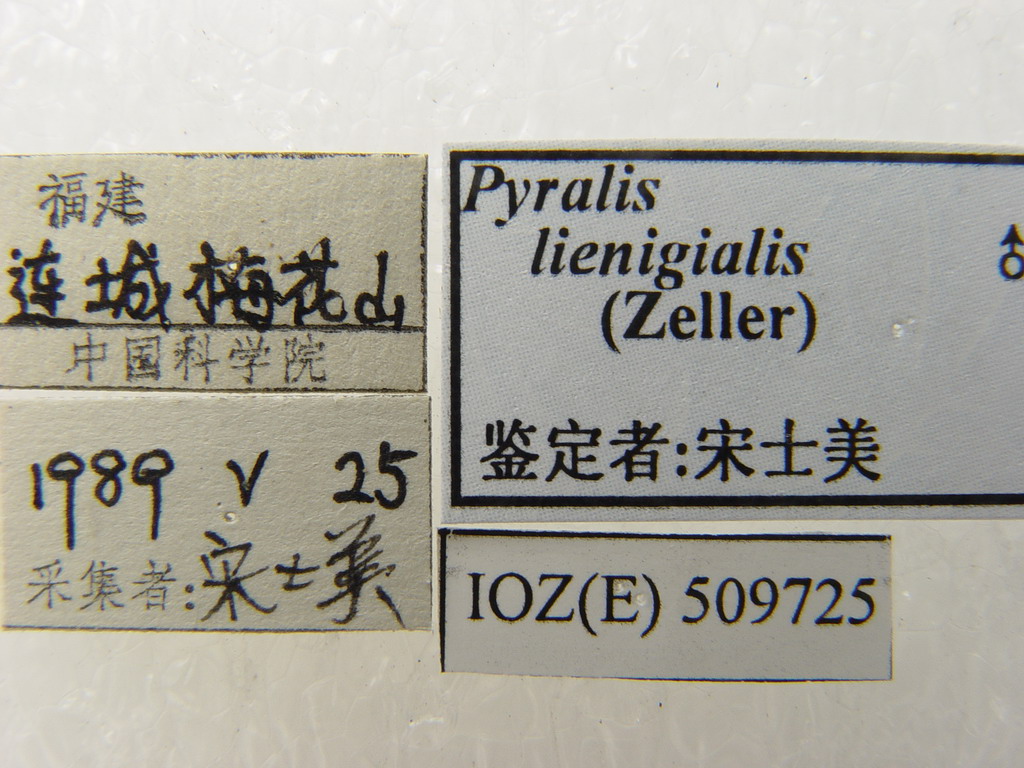 福建
连城梅花山
中国科学院
1989 V 25
采集者:宋士美
Pyralis
lienigialis
(Zeller)
♂
鉴定者:宋士美
IOZ(E) 509725